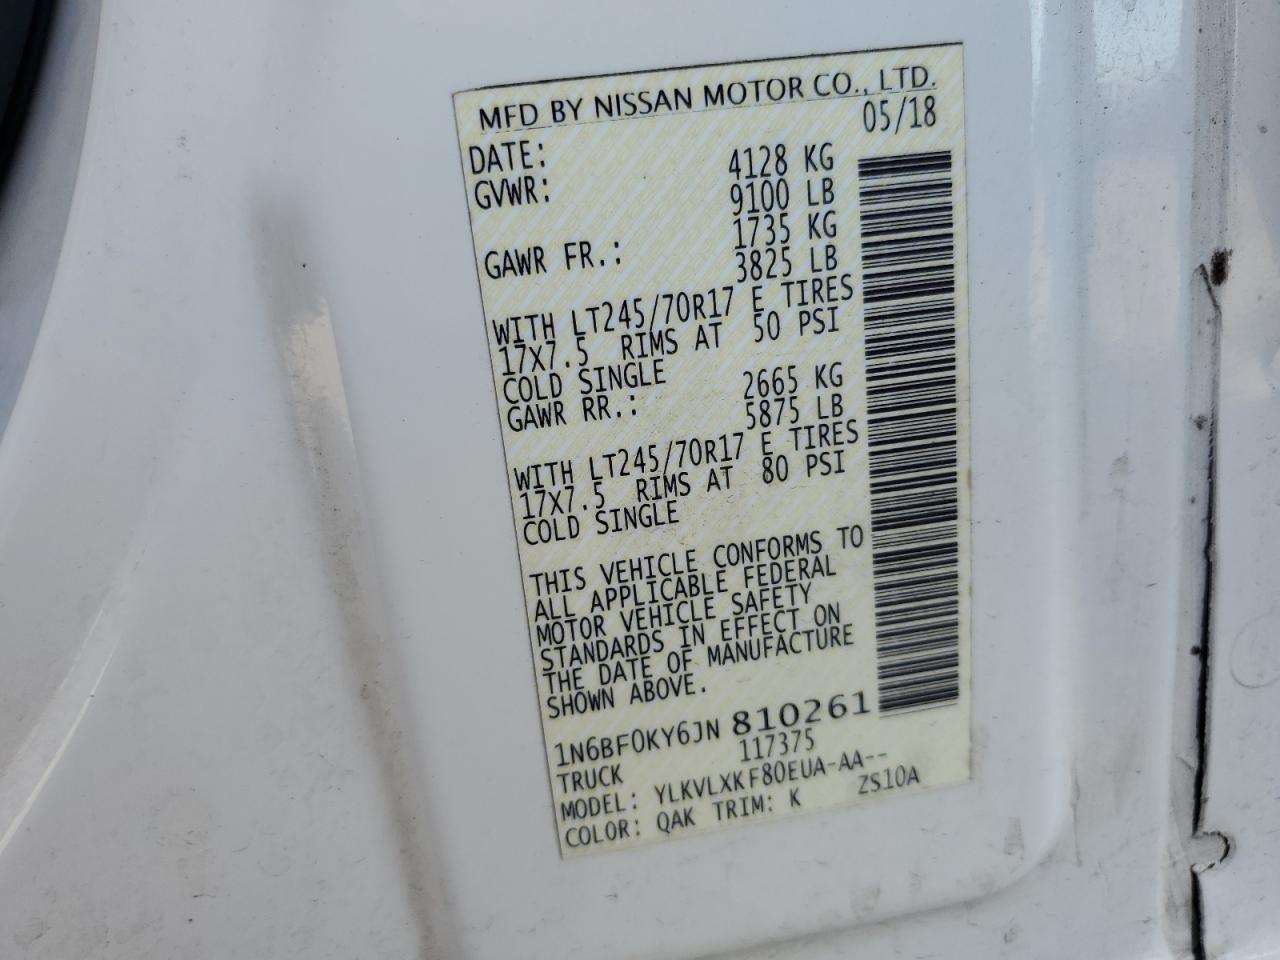 MFD BY NISSAN MOTOR CO., LTD.
DATE: 05/18
GVWR: 4128 KG
9100 LB
GAWR FR.: 1735 KG
3825 LB
WITH LT245/70R17 E TIRES
17X7.5 RIMS AT 50 PSI
COLD SINGLE
GAWR RR.: 2665 KG
5875 LB
WITH LT245/70R17 E TIRES
17X7.5 RIMS AT 80 PSI
COLD SINGLE
THIS VEHICLE CONFORMS TO
ALL APPLICABLE FEDERAL
MOTOR VEHICLE SAFETY
STANDARDS IN EFFECT ON
THE DATE OF MANUFACTURE
SHOWN ABOVE.
1N6BF0KY6JN 810261
TRUCK 117375
MODEL: YLKVLXKF80EUA-AA--
COLOR: QAK TRIM: K ZS10A